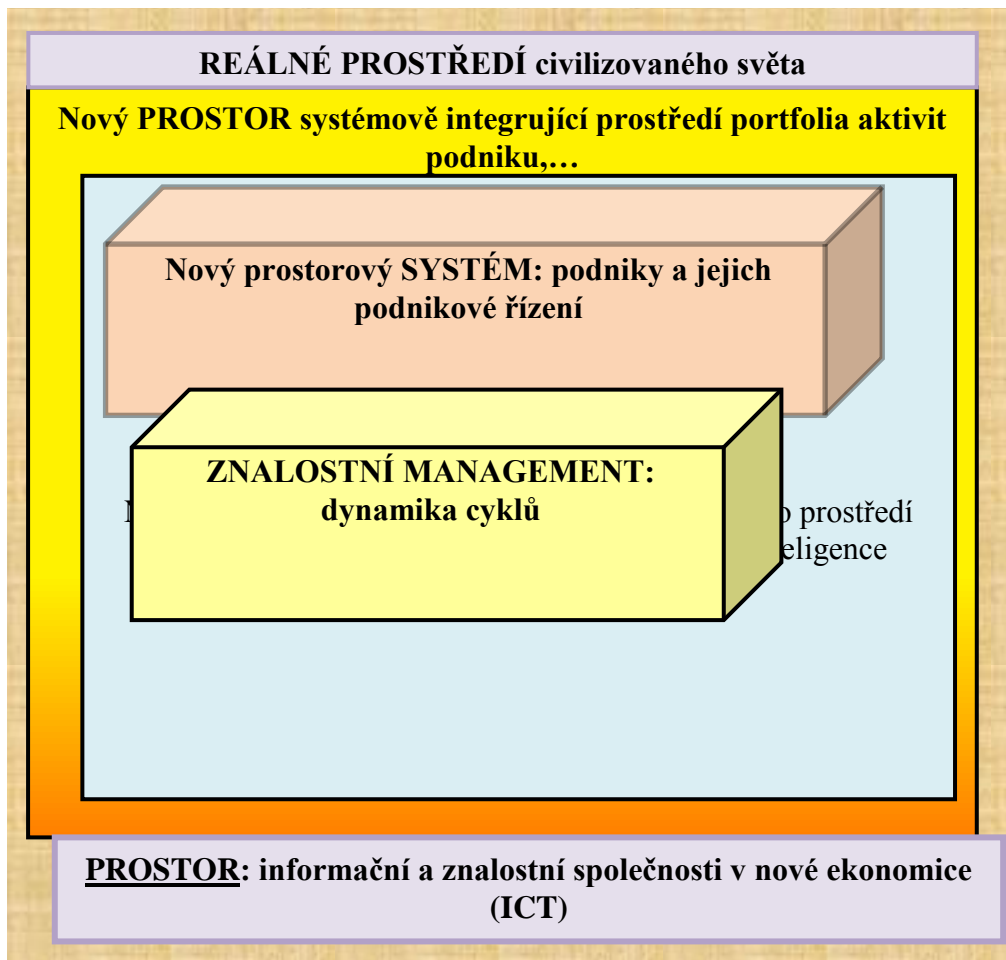 REÁLNÉ PROSTŘEDÍ civilizovaného světa
Nový PROSTOR systémově integrující prostředí portfolia aktivit
podniku,…
Nový prostorový SYSTÉM: podniky a jejich
podnikové řízení
ZNALOSTNÍ MANAGEMENT:
dynamika cyklů
prostředí
PROSTOR: informační a znalostní společnosti v nové ekonomice
(ICT)